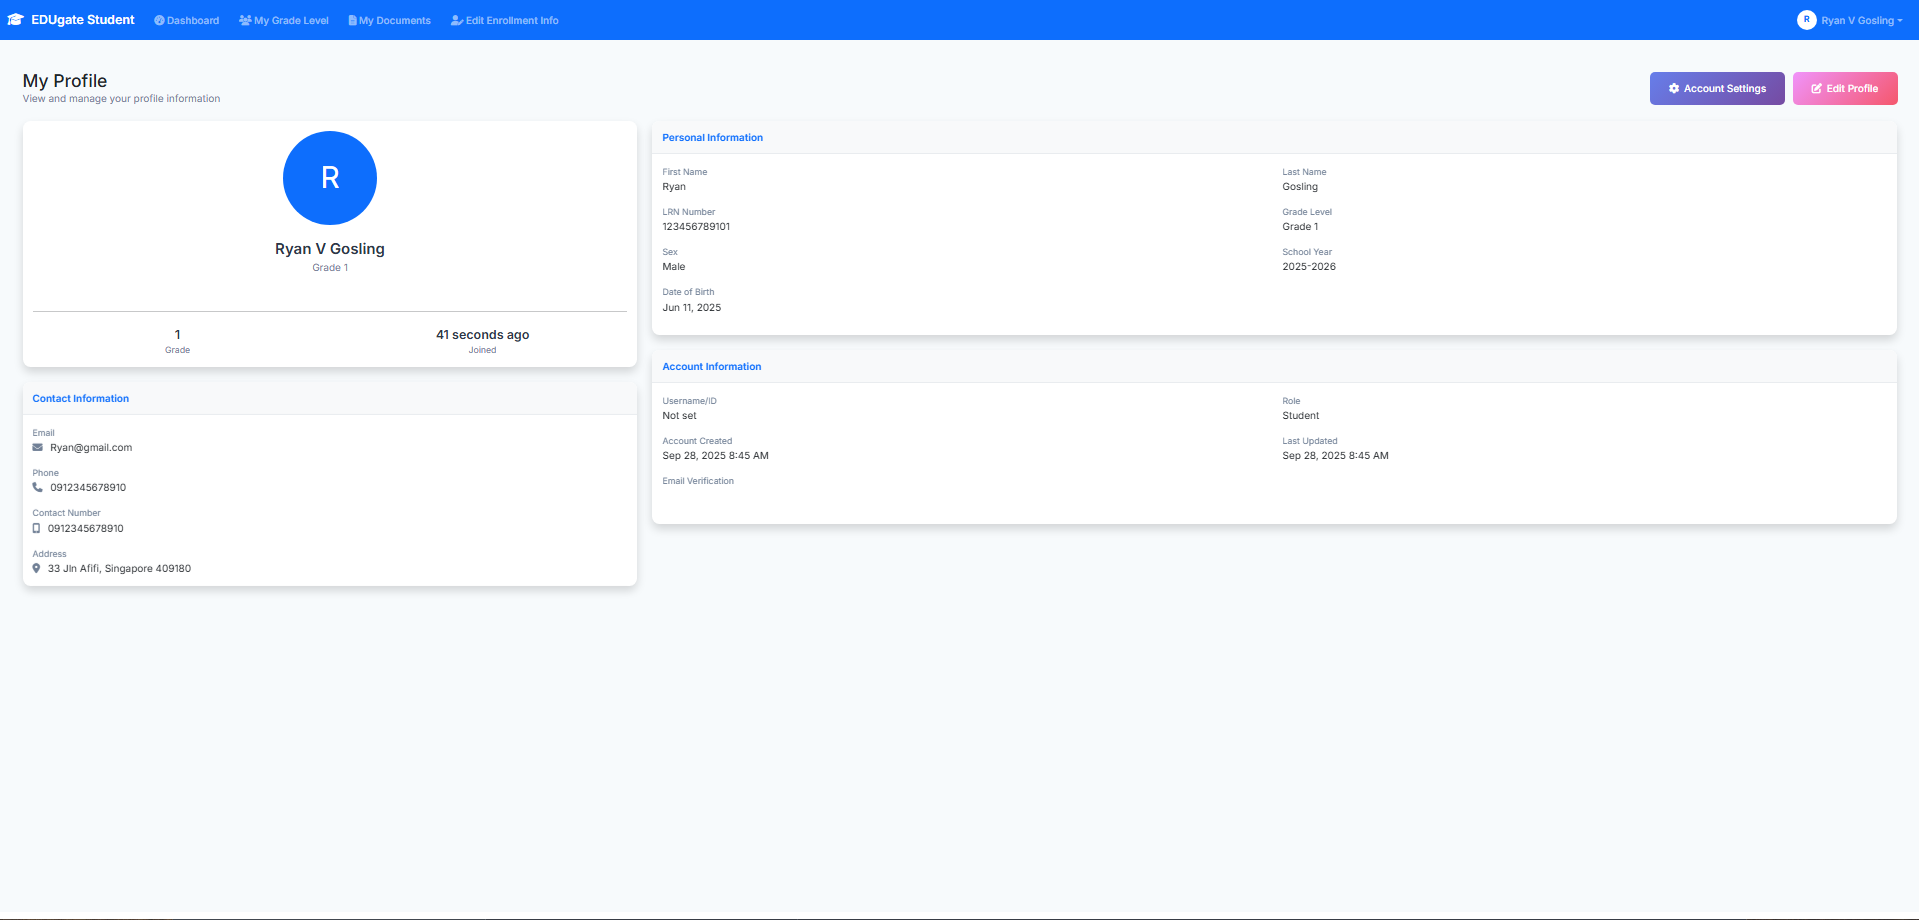 EDUgate Student Dashboard My Grade Level My Documents Edit Enrollment Info R Ryan V Gosling
My Profile
View and manage your profile information
Account Settings Edit Profile
R
Ryan V Gosling
Grade 1
1 41 seconds ago
Grade Joined
Contact Information
Email
Ryan@gmail.com
Phone
0912345678910
Contact Number
0912345678910
Address
33 Jln Afifi, Singapore 409180
Personal Information
First Name Last Name
Ryan Gosling
LRN Number Grade Level
123456789101 Grade 1
Sex School Year
Male 2025-2026
Date of Birth
Jun 11, 2025
Account Information
Username/ID Role
Not set Student
Account Created Last Updated
Sep 28, 2025 8:45 AM Sep 28, 2025 8:45 AM
Email Verification